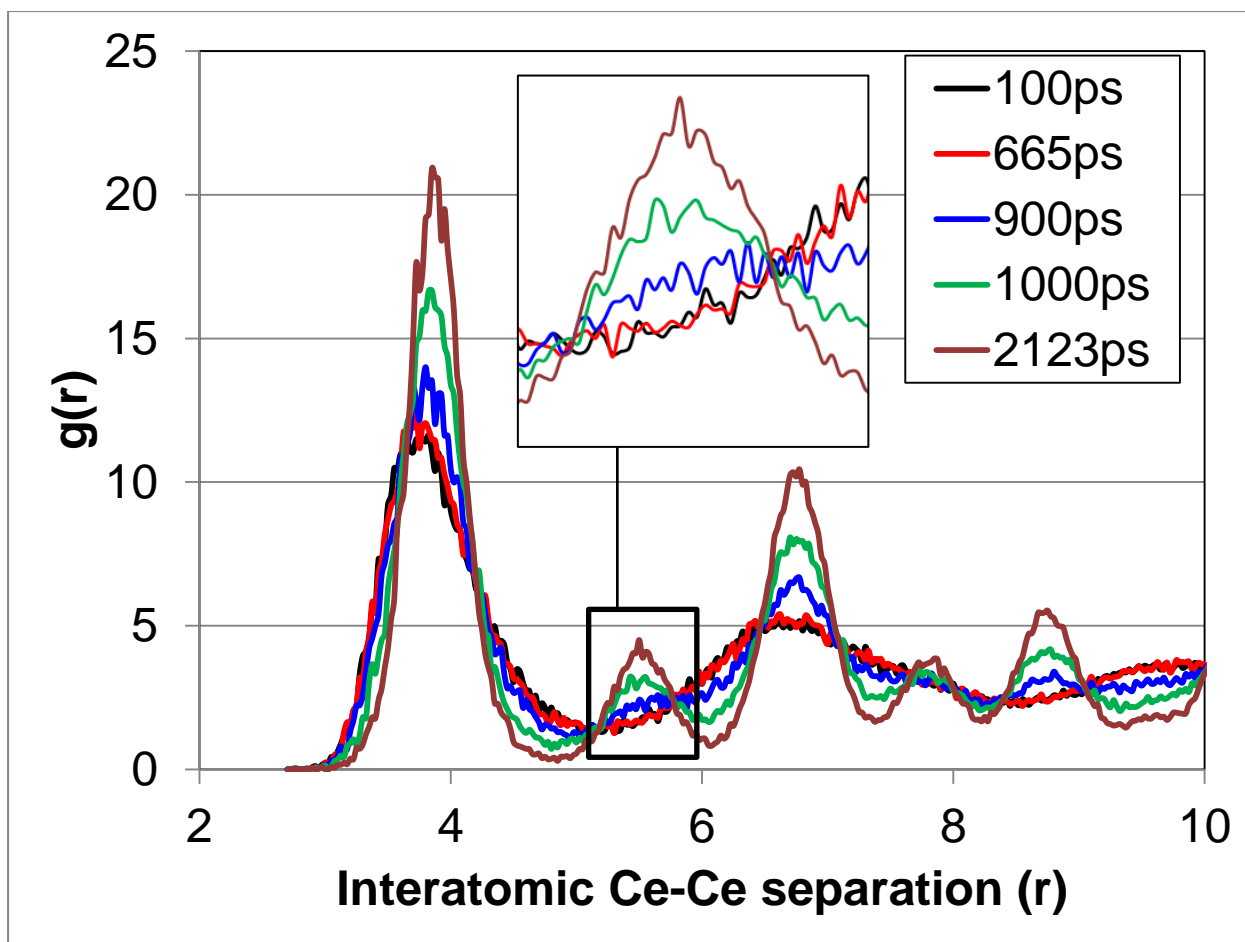 25
20
15
10
5
0
g(r)
100ps
665ps
900ps
1000ps
2123ps
2 4 6 8 10
Interatomic Ce-Ce separation (r)